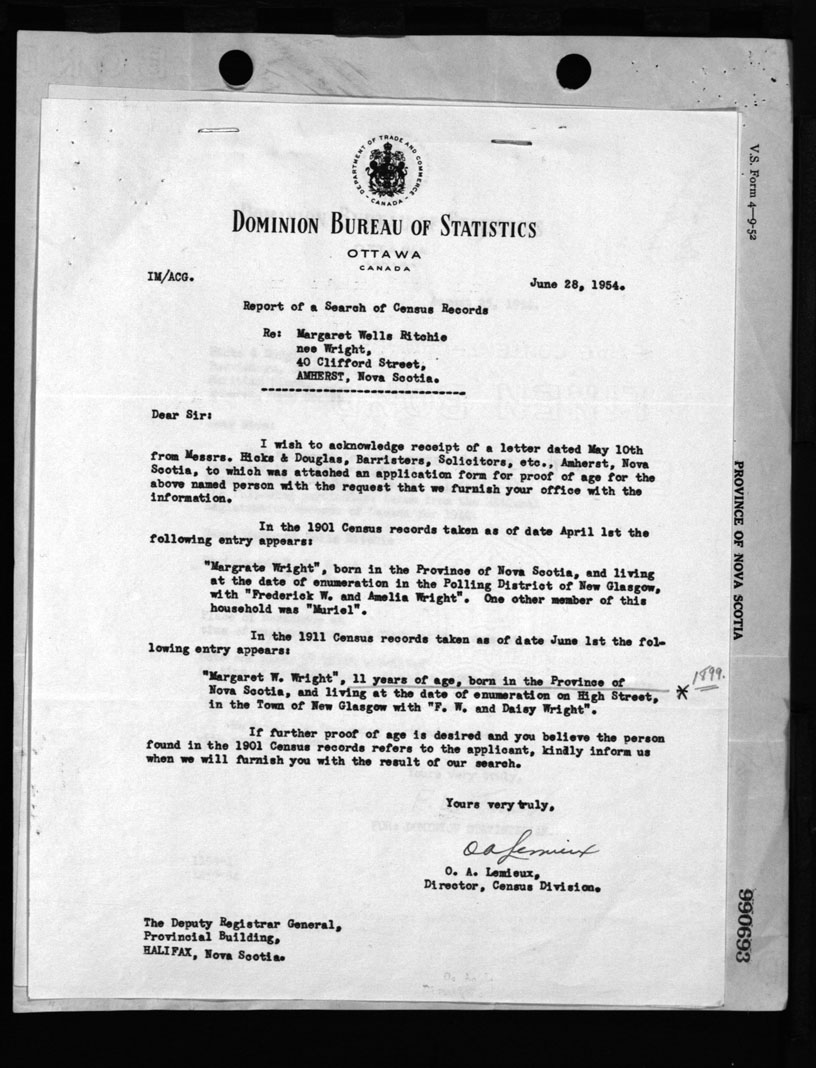 DEPARTMENT OF TRADE AND COMMERCE
CANADA
DOMINION BUREAU OF STATISTICS
OTTAWA
CANADA
IM/ACG.
June 28, 1954.
Report of a Search of Census Records
Re: Margaret Wells Ritchie
nee Wright,
40 Clifford Street,
AMHERST, Nova Scotia.
Dear Sir:
I wish to acknowledge receipt of a letter dated May 10th
from Messrs. Hicks & Douglas, Barristers, Solicitors, etc., Amherst, Nova
Scotia, to which was attached an application form for proof of age for the
above named person with the request that we furnish your office with the
information.
In the 1901 Census records taken as of date April 1st the
following entry appears:
"Margrate Wright", born in the Province of Nova Scotia, and living
at the date of enumeration in the Polling District of New Glasgow,
with "Frederick W. and Amelia Wright". One other member of this
household was "Muriel".
In the 1911 Census records taken as of date June 1st the fol-
lowing entry appears:
"Margaret W. Wright", 11 years of age, born in the Province of
Nova Scotia, and living at the date of enumeration on High Street, * 1899.
in the Town of New Glasgow with "F. W. and Daisy Wright".
If further proof of age is desired and you believe the person
found in the 1901 Census records refers to the applicant, kindly inform us
when we will furnish you with the result of our search.
Yours very truly,
O A Lemieux
O. A. Lemieux,
Director, Census Division.
The Deputy Registrar General,
Provincial Building,
HALIFAX, Nova Scotia.
V.S. Form 4—9-52
PROVINCE OF NOVA SCOTIA
990693